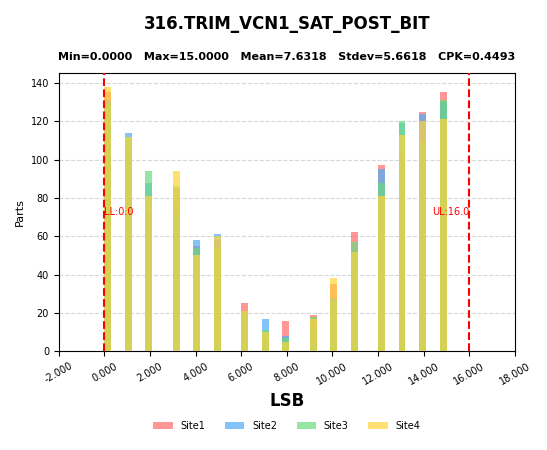 316.TRIM_VCN1_SAT_POST_BIT
Min=0.0000 Max=15.0000 Mean=7.6318 Stdev=5.6618 CPK=0.4493
140
120
100
80
60
40
20
0
Parts
LL:0.0
UL:16.0
-2.000 0.000 2.000 4.000 6.000 8.000 10.000 12.000 14.000 16.000 18.000
LSB
Site1 Site2 Site3 Site4